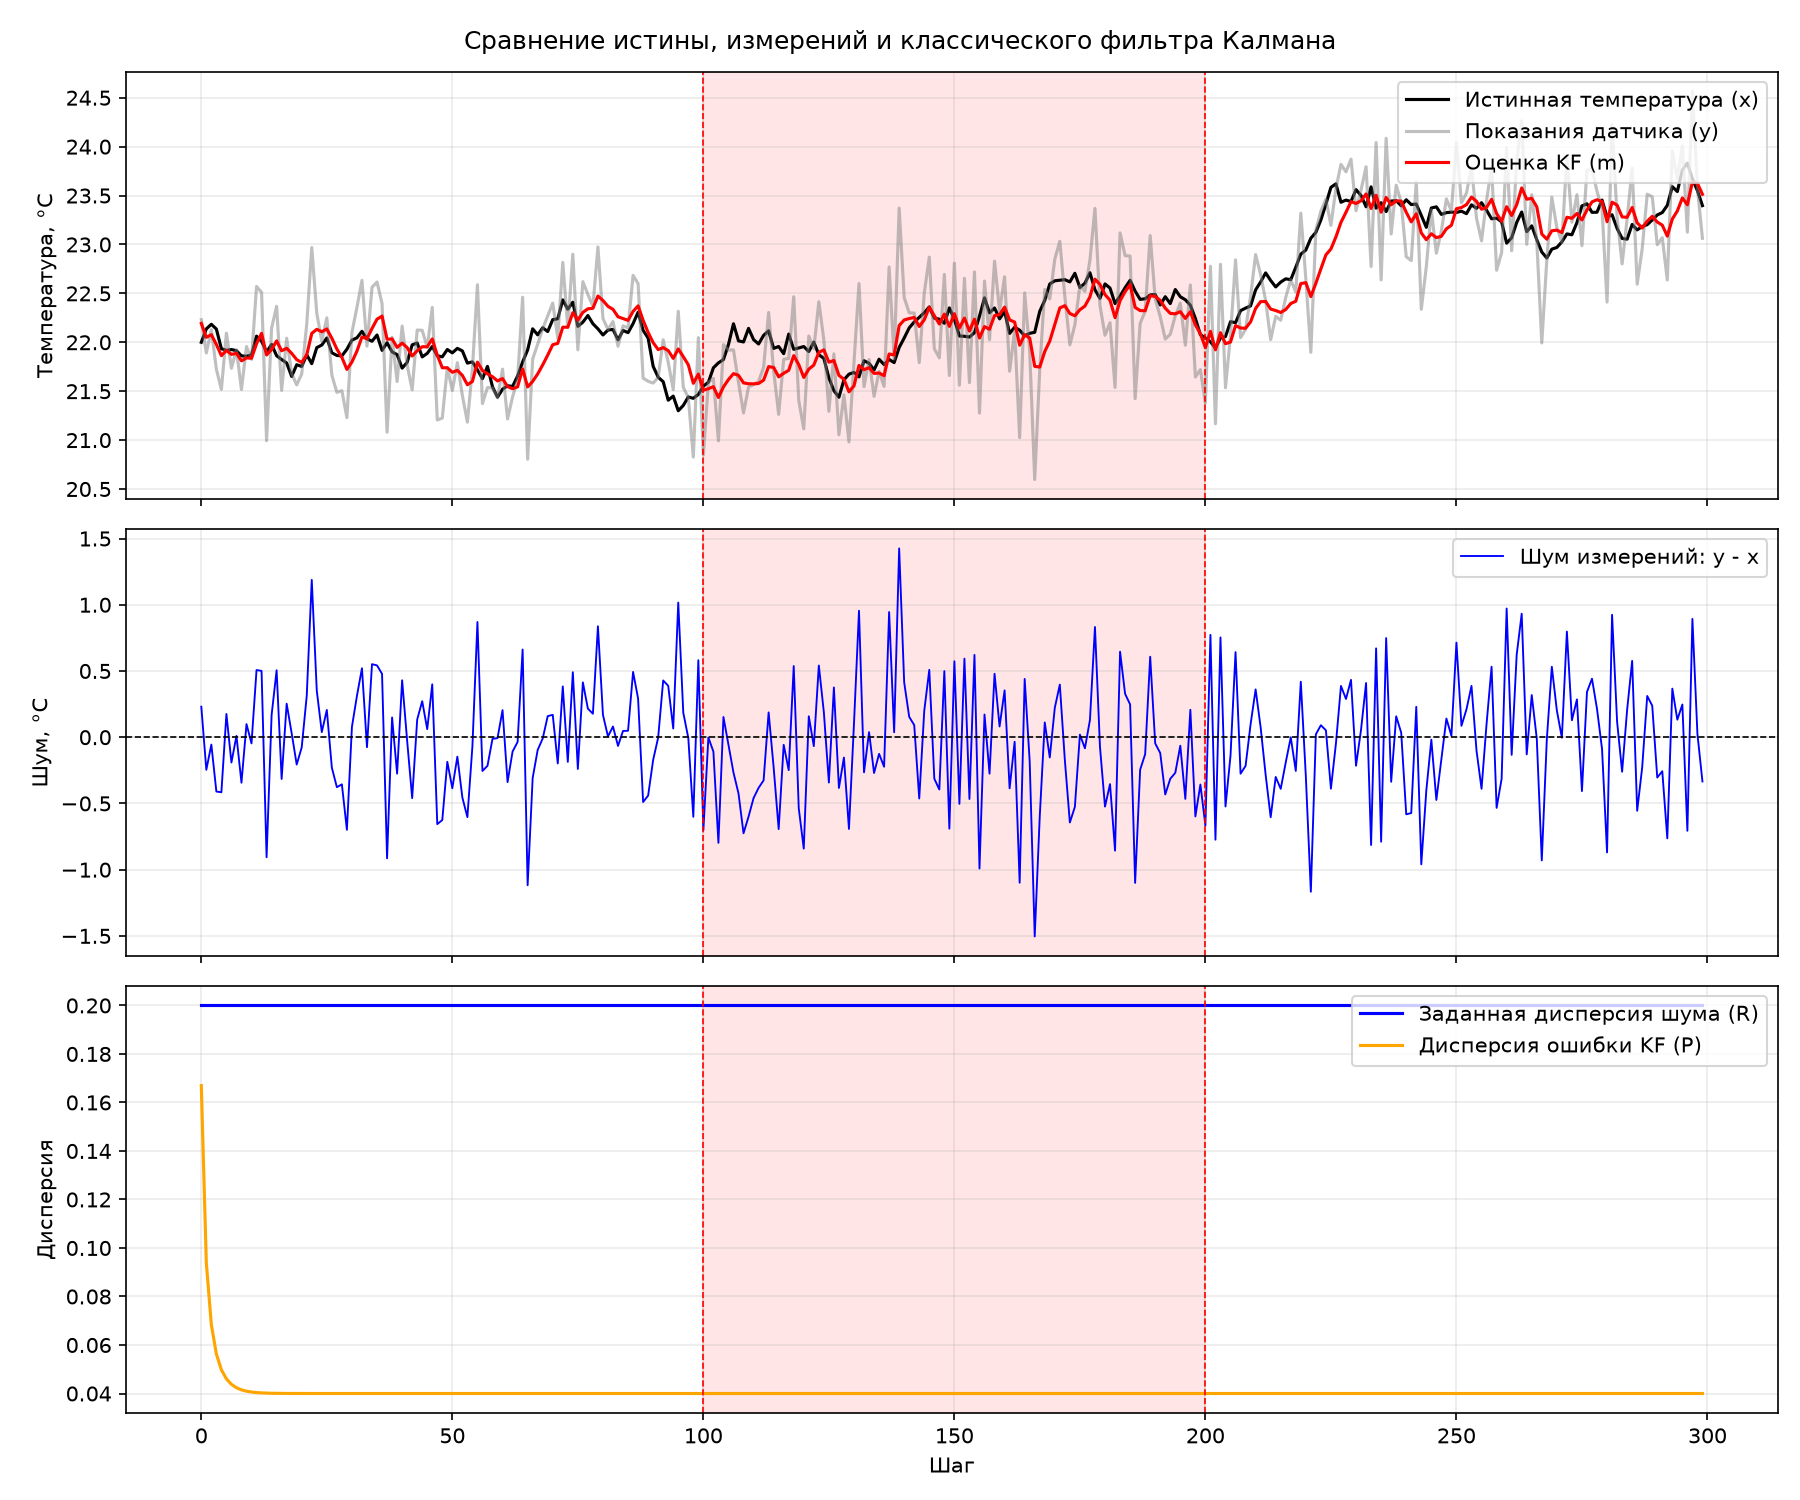 Сравнение истины, измерений и классического фильтра Калмана
Температура, °C
24.5
24.0
23.5
23.0
22.5
22.0
21.5
21.0
20.5
Истинная температура (x)
Показания датчика (y)
Оценка KF (m)
Шум, °C
1.5
1.0
0.5
0.0
−0.5
−1.0
−1.5
Шум измерений: y - x
Дисперсия
0.20
0.18
0.16
0.14
0.12
0.10
0.08
0.06
0.04
Заданная дисперсия шума (R)
Дисперсия ошибки KF (P)
0 50 100 150 200 250 300
Шаг